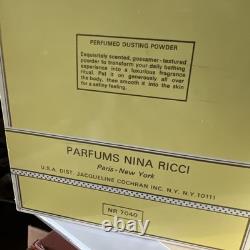 PERFUMED DUSTING POWDER
Exquisitely scented, gossamer-textured
powder to transform your daily bathing
ritual into a luxurious fragrance
experience. Pat it on generously all over
the body, then smooth it into the skin
for a satiny feeling.
PARFUMS NINA RICCI
Paris - New York
U.S.A. DIST. JACQUELINE COCHRAN INC. N.Y. N.Y 10111
NR 7040
ebay